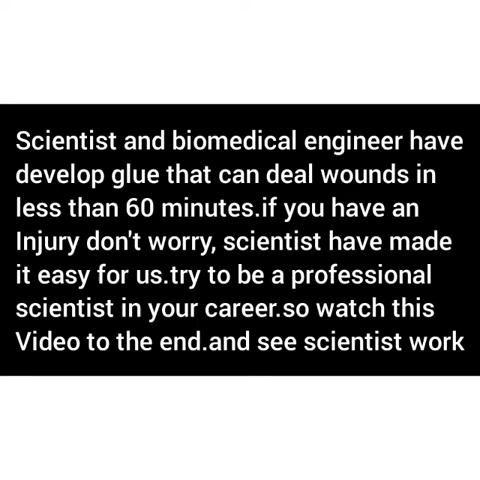 Scientist and biomedical engineer have
develop glue that can deal wounds in
less than 60 minutes.if you have an
Injury don't worry, scientist have made
it easy for us.try to be a professional
scientist in your career.so watch this
Video to the end.and see scientist work